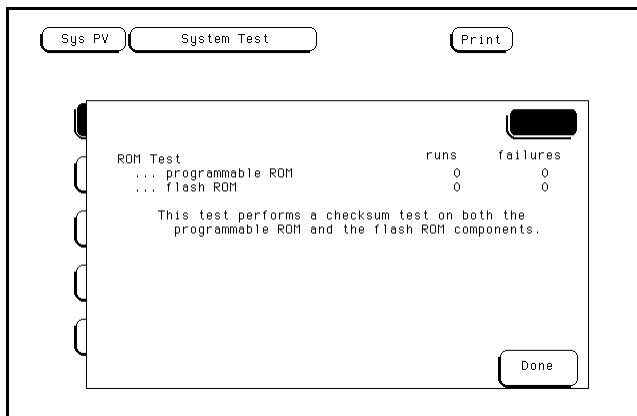 Sys PV System Test Print
ROM Test runs failures
... programmable ROM 0 0
... flash ROM 0 0
This test performs a checksum test on both the
programmable ROM and the flash ROM components.
Done